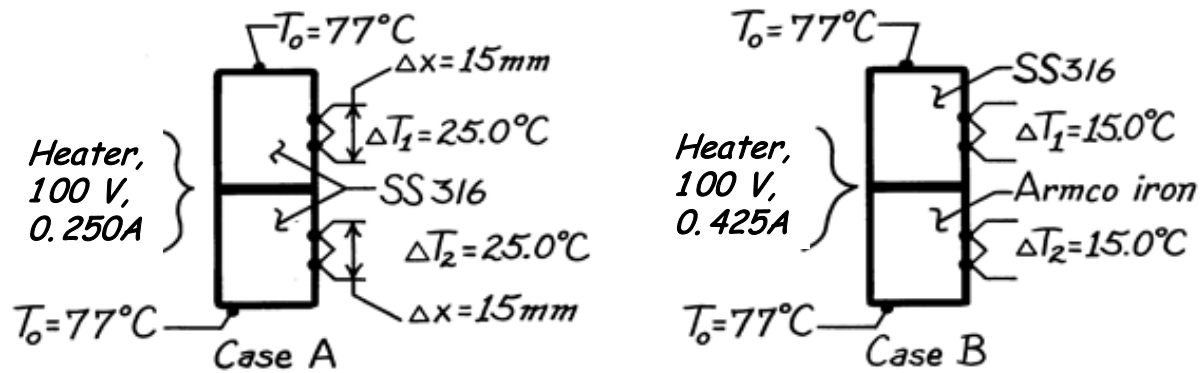 T₀=77°C
Δx=15mm
Heater,
100 V,
0.250A
ΔT₁=25.0°C
SS316
ΔT₂=25.0°C
T₀=77°C
Δx=15mm
Case A
T₀=77°C
SS316
Heater,
100 V,
0.425A
ΔT₁=15.0°C
Armco iron
ΔT₂=15.0°C
T₀=77°C
Case B